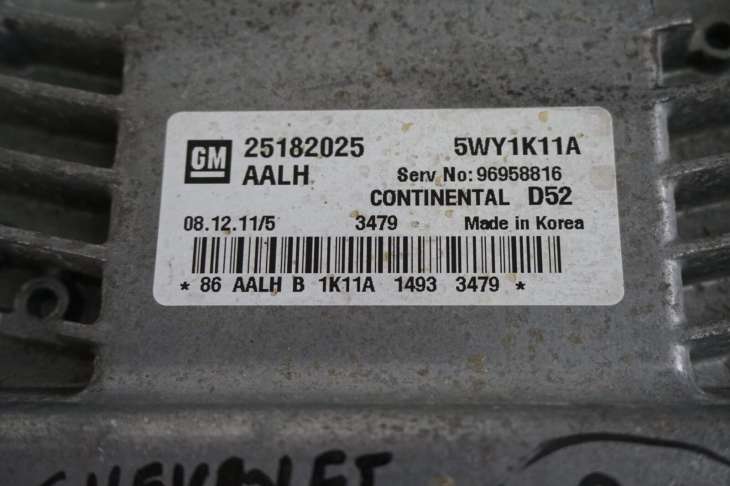 GM 25182025 5WY1K11A
AALH Serv No: 96958816
CONTINENTAL D52
08.12.11/5 3479 Made in Korea
* 86 AALH B 1K11A 1493 3479 *
CHEVROLET